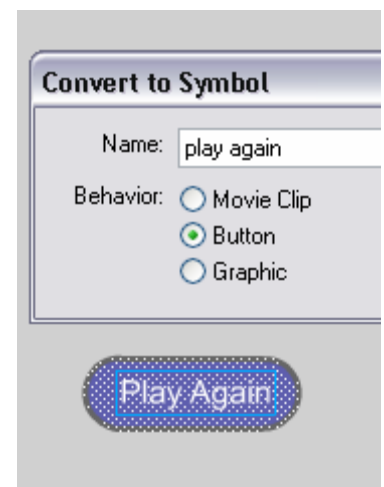 Convert to Symbol
Name: play again
Behavior: Movie Clip
Button
Graphic
Play Again